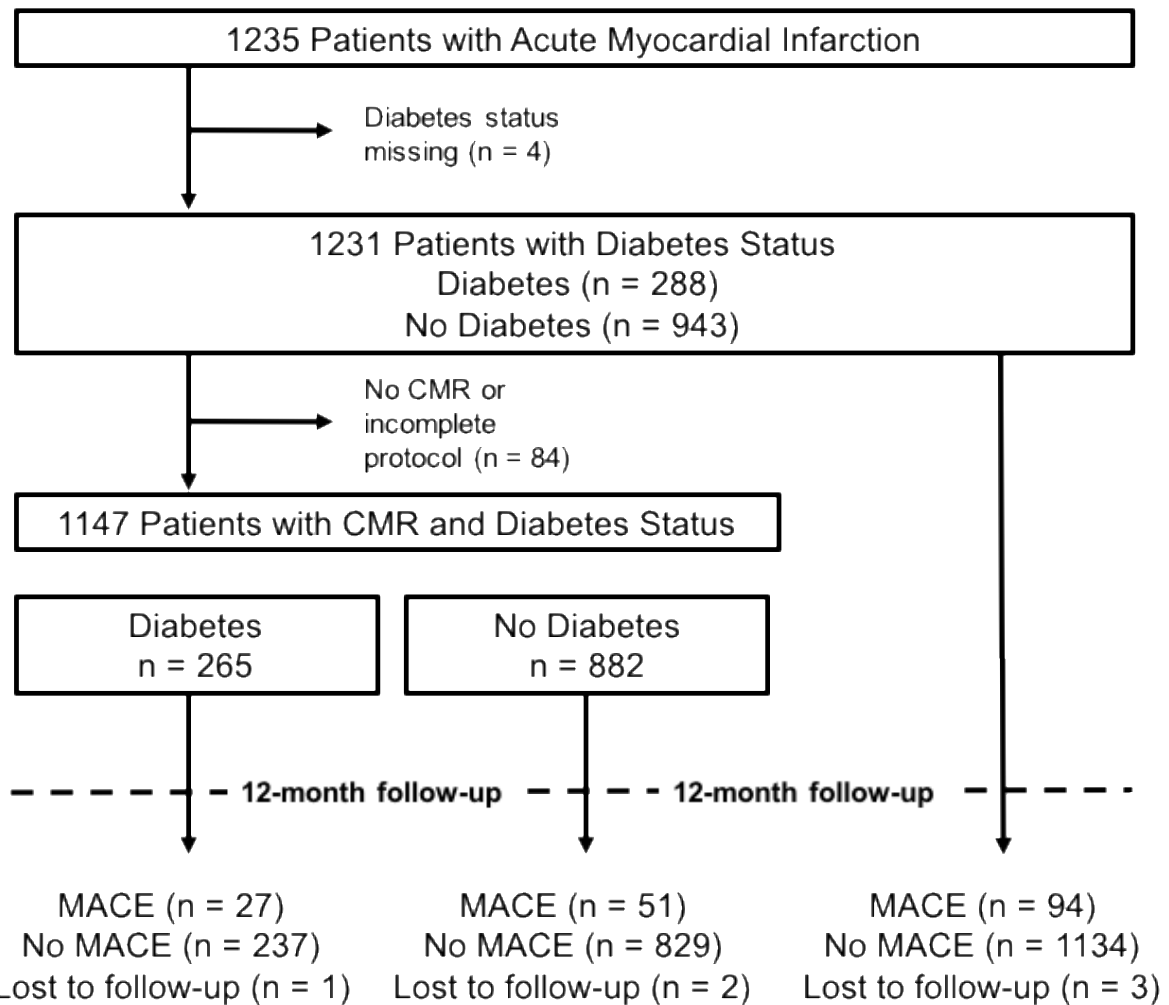 1235 Patients with Acute Myocardial Infarction
Diabetes status
missing (n = 4)
1231 Patients with Diabetes Status
Diabetes (n = 288)
No Diabetes (n = 943)
No CMR or
incomplete
protocol (n = 84)
1147 Patients with CMR and Diabetes Status
Diabetes
n = 265
No Diabetes
n = 882
12-month follow-up
12-month follow-up
MACE (n = 27)
No MACE (n = 237)
Lost to follow-up (n = 1)
MACE (n = 51)
No MACE (n = 829)
Lost to follow-up (n = 2)
MACE (n = 94)
No MACE (n = 1134)
Lost to follow-up (n = 3)